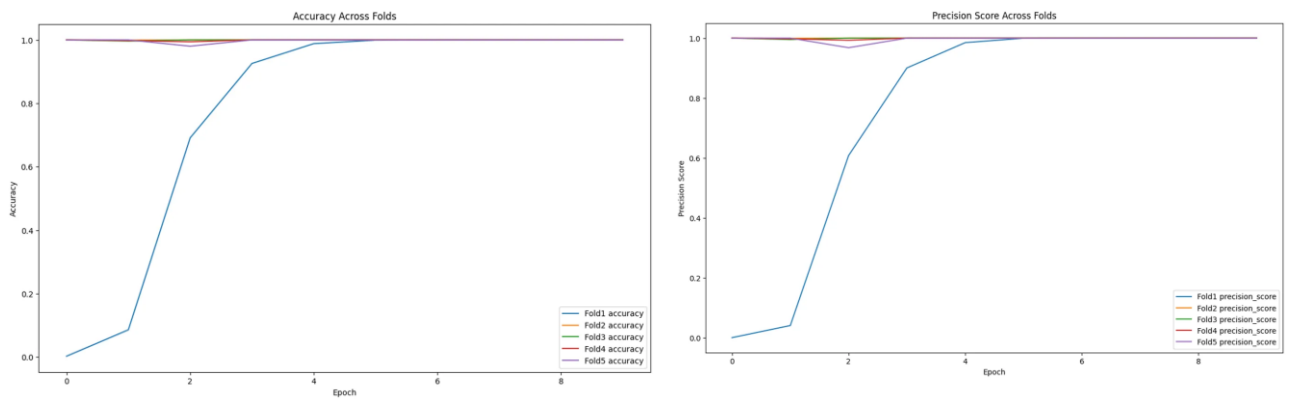 Accuracy Across Folds
1.0
0.8
0.6
0.4
0.2
0.0
Accuracy
0 2 4 6 8
Epoch
Fold1 accuracy
Fold2 accuracy
Fold3 accuracy
Fold4 accuracy
Fold5 accuracy
Precision Score Across Folds
1.0
0.8
0.6
0.4
0.2
0.0
Precision Score
0 2 4 6 8
Epoch
Fold1 precision_score
Fold2 precision_score
Fold3 precision_score
Fold4 precision_score
Fold5 precision_score